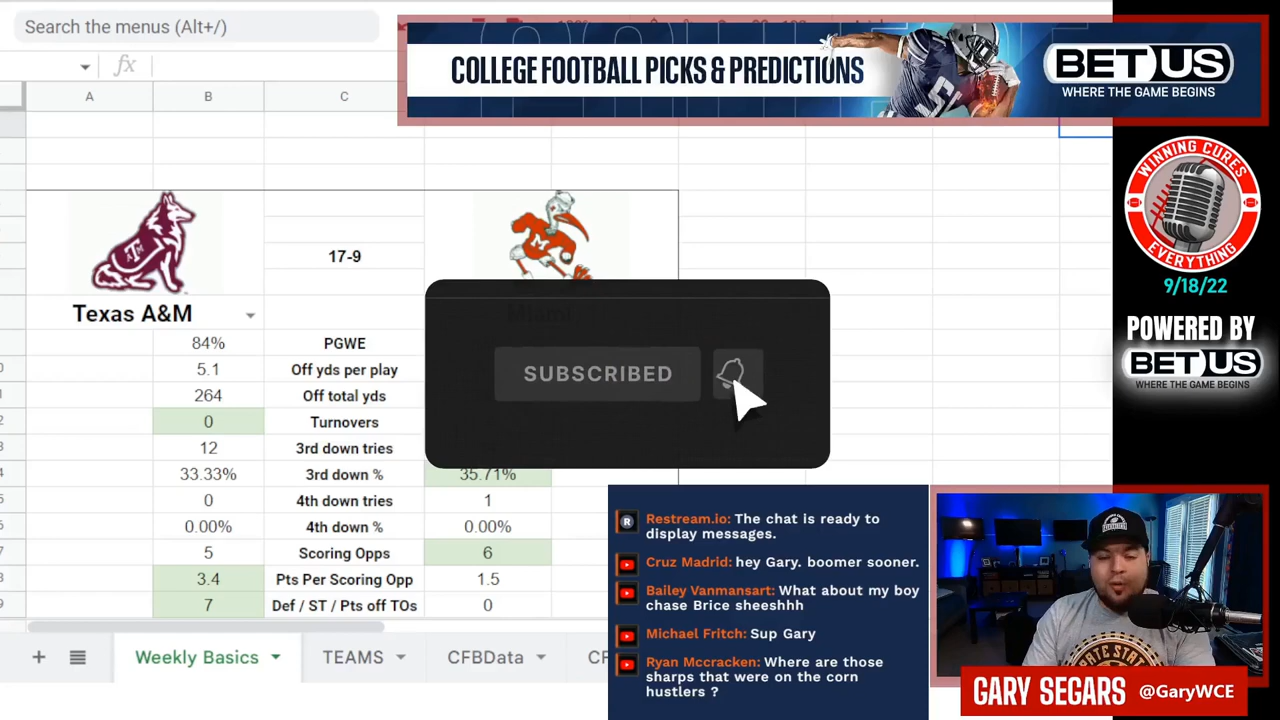 Search the menus (Alt+/)
fx
COLLEGE FOOTBALL PICKS & PREDICTIONS
BETUS
WHERE THE GAME BEGINS
A B C
WINNING CURES
EVERYTHING
9/18/22
POWERED BY
BETUS
WHERE THE GAME BEGINS
17-9
Texas A&M
Miami
84% PGWE
5.1 Off yds per play
264 Off total yds
0 Turnovers
12 3rd down tries
33.33% 3rd down % 35.71%
0 4th down tries 1
0.00% 4th down % 0.00%
5 Scoring Opps 6
3.4 Pts Per Scoring Opp 1.5
7 Def / ST / Pts off TOs 0
SUBSCRIBED
Restream.io: The chat is ready to
display messages.
Cruz Madrid: hey Gary. boomer sooner.
Bailey Vanmansart: What about my boy
chase Brice sheeshhh
Michael Fritch: Sup Gary
Ryan Mccracken: Where are those
sharps that were on the corn
hustlers ?
+ Weekly Basics TEAMS CFBData
GARY SEGARS @GaryWCE